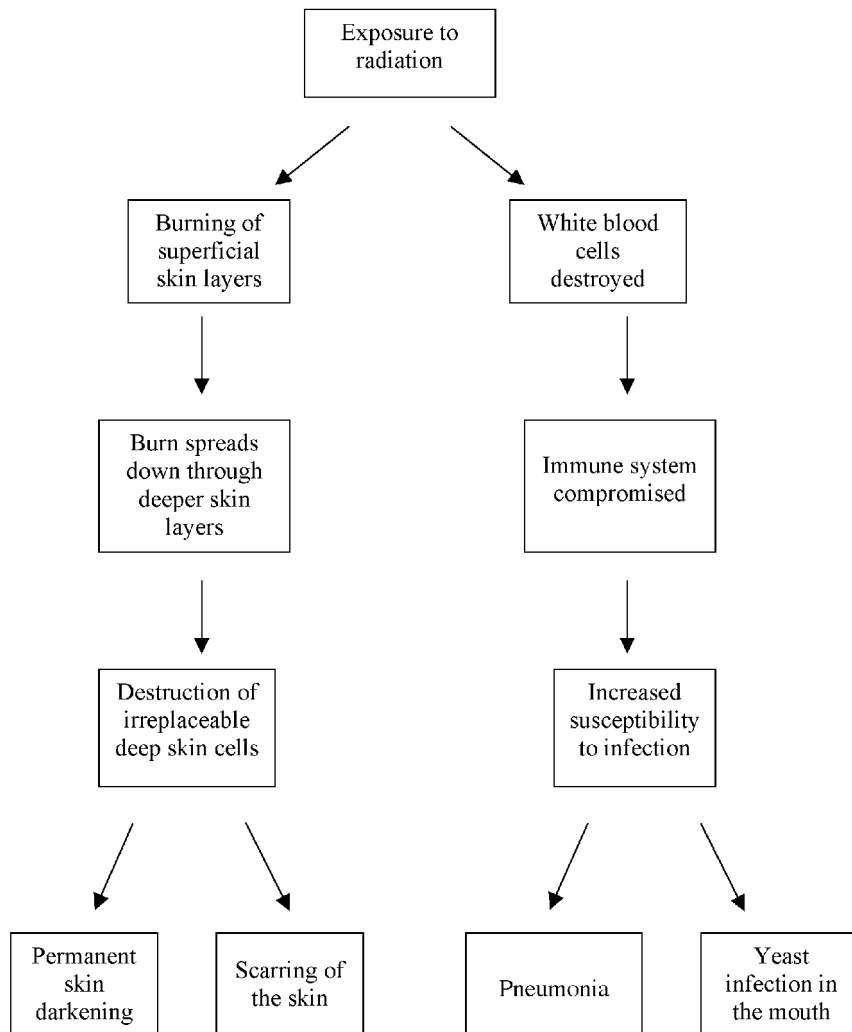 Exposure to
radiation
Burning of
superficial
skin layers
White blood
cells
destroyed
Burn spreads
down through
deeper skin
layers
Immune system
compromised
Destruction of
irreplaceable
deep skin cells
Increased
susceptibility
to infection
Permanent
skin
darkening
Scarring of
the skin
Pneumonia
Yeast
infection in
the mouth